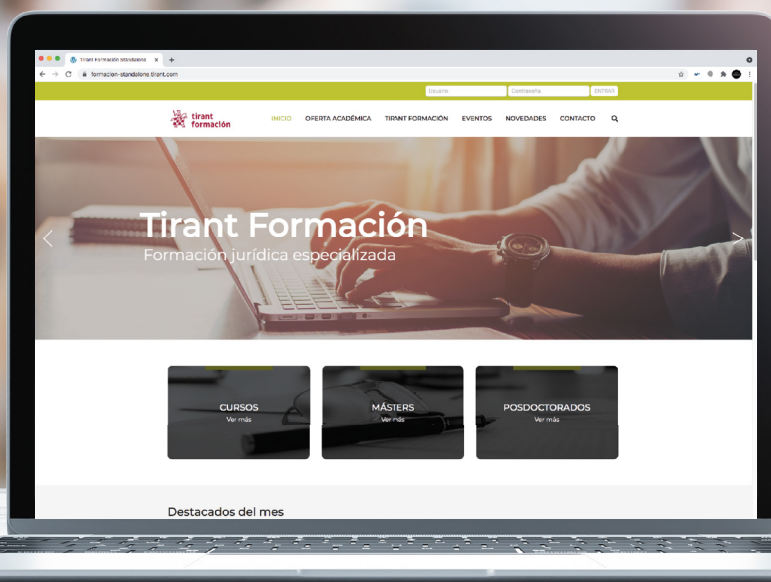 Tirant Formación Standalone
formacion-standalone.tirant.com
Usuario
Contraseña
ENTRAR
tirant
formación
INICIO
OFERTA ACADÉMICA
TIRANT FORMACIÓN
EVENTOS
NOVEDADES
CONTACTO
Tirant Formación
Formación jurídica especializada
CURSOS
Ver más
MÁSTERS
Ver más
POSDOCTORADOS
Ver más
Destacados del mes